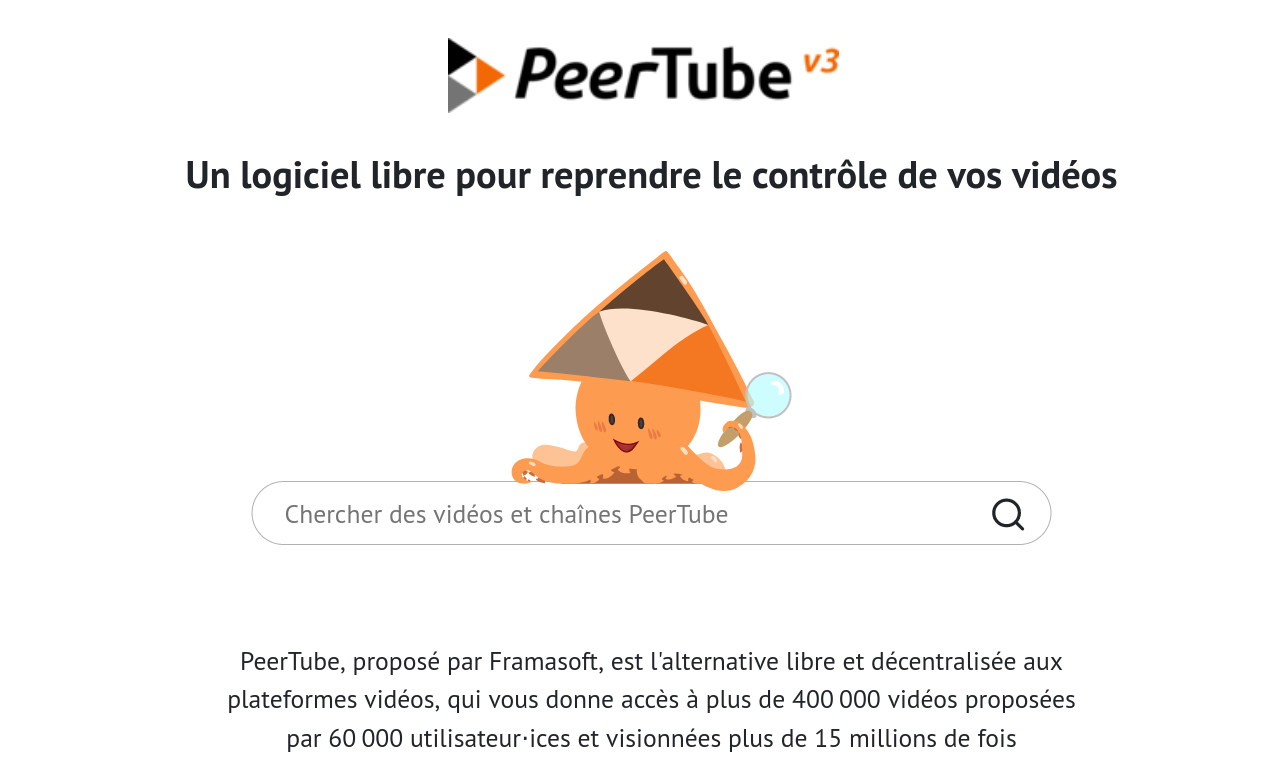 PeerTube v3
Un logiciel libre pour reprendre le contrôle de vos vidéos
Chercher des vidéos et chaînes PeerTube
PeerTube, proposé par Framasoft, est l'alternative libre et décentralisée aux
plateformes vidéos, qui vous donne accès à plus de 400 000 vidéos proposées
par 60 000 utilisateur·ices et visionnées plus de 15 millions de fois